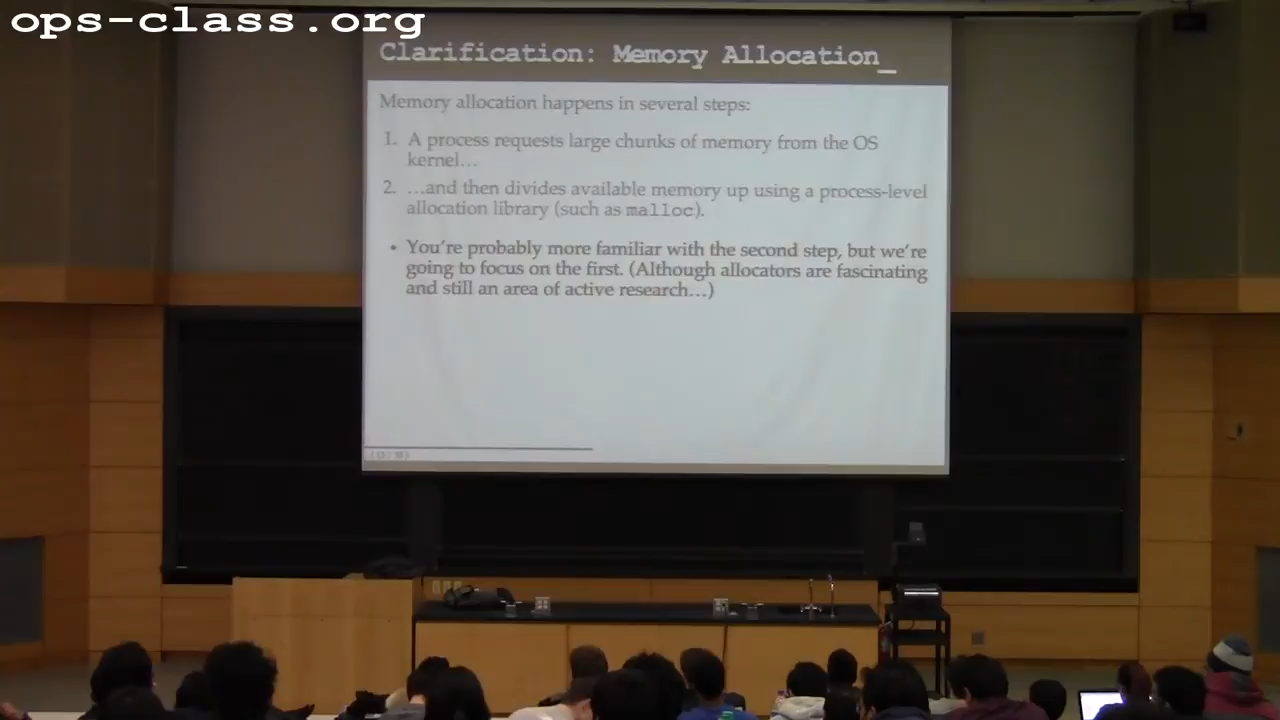 ops-class.org
Clarification: Memory Allocation_
Memory allocation happens in several steps:
1. A process requests large chunks of memory from the OS
kernel…
2. …and then divides available memory up using a process-level
allocation library (such as malloc).
• You're probably more familiar with the second step, but we're
going to focus on the first. (Although allocators are fascinating
and still an area of active research…)